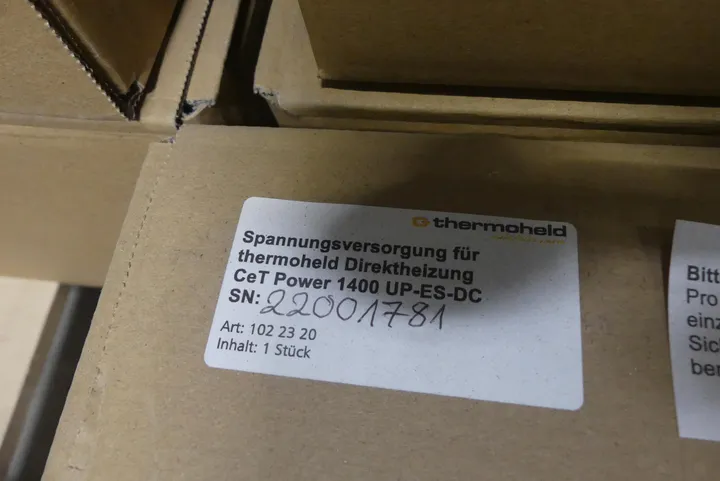 thermoheld
Spannungsversorgung für
thermoheld Direktheizung
CeT Power 1400 UP-ES-DC
SN: 22001781
Art: 102 23 20
Inhalt: 1 Stück
Bitt
Pro
einz
Sich
ber